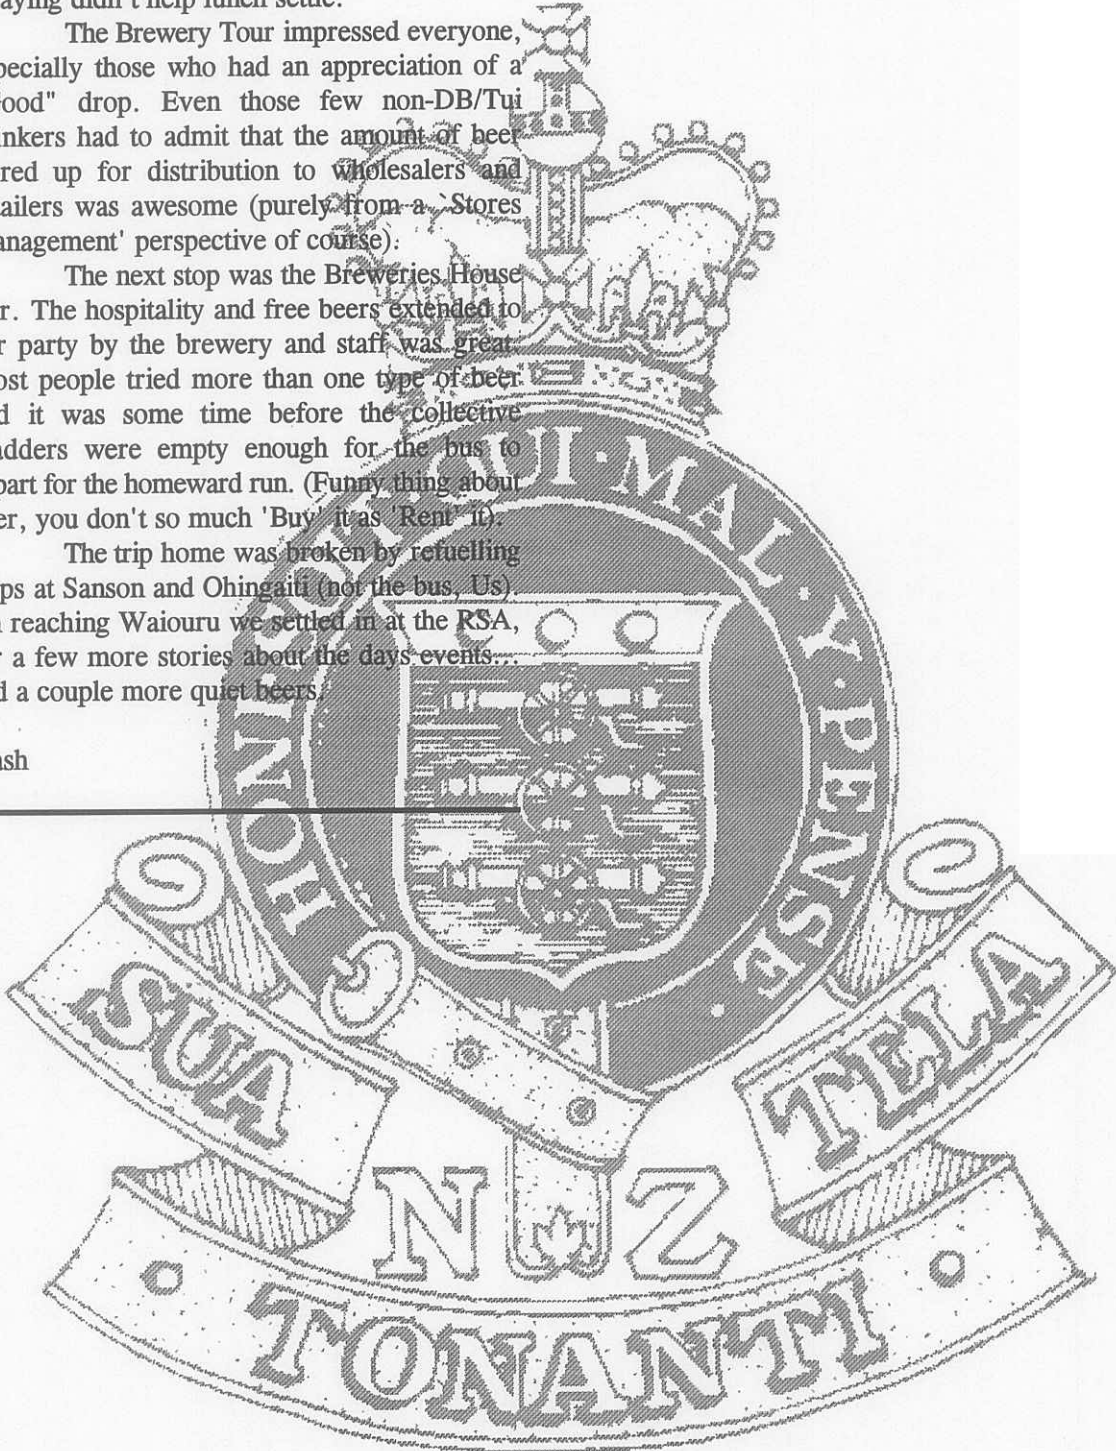 aying didn't help lunch settle.
The Brewery Tour impressed everyone,
pecially those who had an appreciation of a
ood" drop. Even those few non-DB/Tui
inkers had to admit that the amount of beer
red up for distribution to wholesalers and
ailers was awesome (purely from a `Stores
anagement' perspective of course).
The next stop was the Breweries House
r. The hospitality and free beers extended to
r party by the brewery and staff was great.
ost people tried more than one type of beer
d it was some time before the collective
adders were empty enough for the bus to
part for the homeward run. (Funny thing about
er, you don't so much 'Buy' it as 'Rent' it).
The trip home was broken by refuelling
ps at Sanson and Ohingaiti (not the bus, Us).
n reaching Waiouru we settled in at the RSA,
r a few more stories about the days events...
d a couple more quiet beers.
ash
HONI·SOIT·QUI·MAL·Y·PENSE·
SUA
TELA
N Z
TONANTI